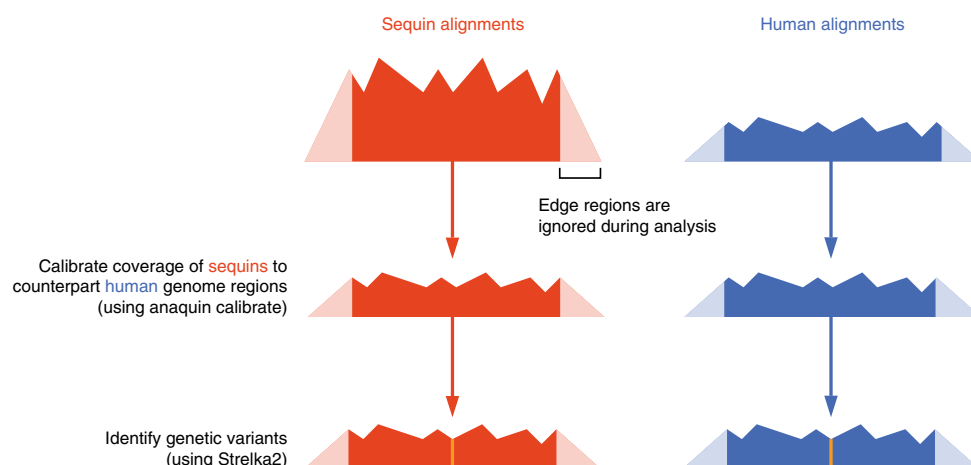 Sequin alignments
Human alignments
Edge regions are
ignored during analysis
Calibrate coverage of sequins to
counterpart human genome regions
(using anaquin calibrate)
Identify genetic variants
(using Strelka2)